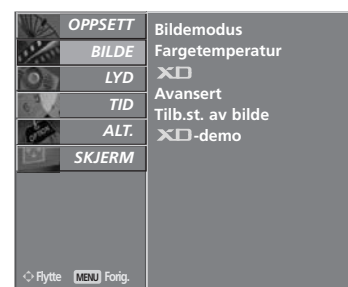 OPPSETT
BILDE
LYD
TID
ALT.
SKJERM
Bildemodus
Fargetemperatur
XD
Avansert
Tilb.st. av bilde
XD-demo
Flytte MENU Forig.